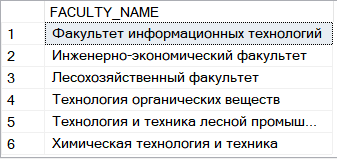 FACULTY_NAME
1 Факультет информационных технологий
2 Инженерно-экономический факультет
3 Лесохозяйственный факультет
4 Технология органических веществ
5 Технология и техника лесной промыш...
6 Химическая технология и техника